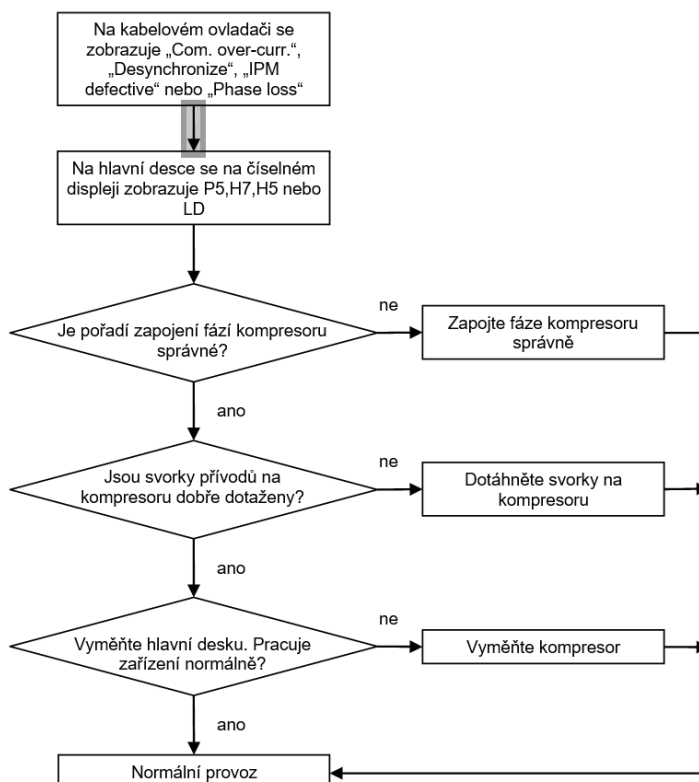 Na kabelovém ovladači se
zobrazuje „Com. over-curr.“,
„Desynchronize“, „IPM
defective“ nebo „Phase loss“
Na hlavní desce se na číselném
displeji zobrazuje P5,H7,H5 nebo
LD
Je pořadí zapojení fází kompresoru
správné?
ne
Zapojte fáze kompresoru
správně
ano
Jsou svorky přívodů na
kompresoru dobře dotaženy?
ne
Dotáhněte svorky na
kompresoru
ano
Vyměňte hlavní desku. Pracuje
zařízení normálně?
ne
Vyměňte kompresor
ano
Normální provoz